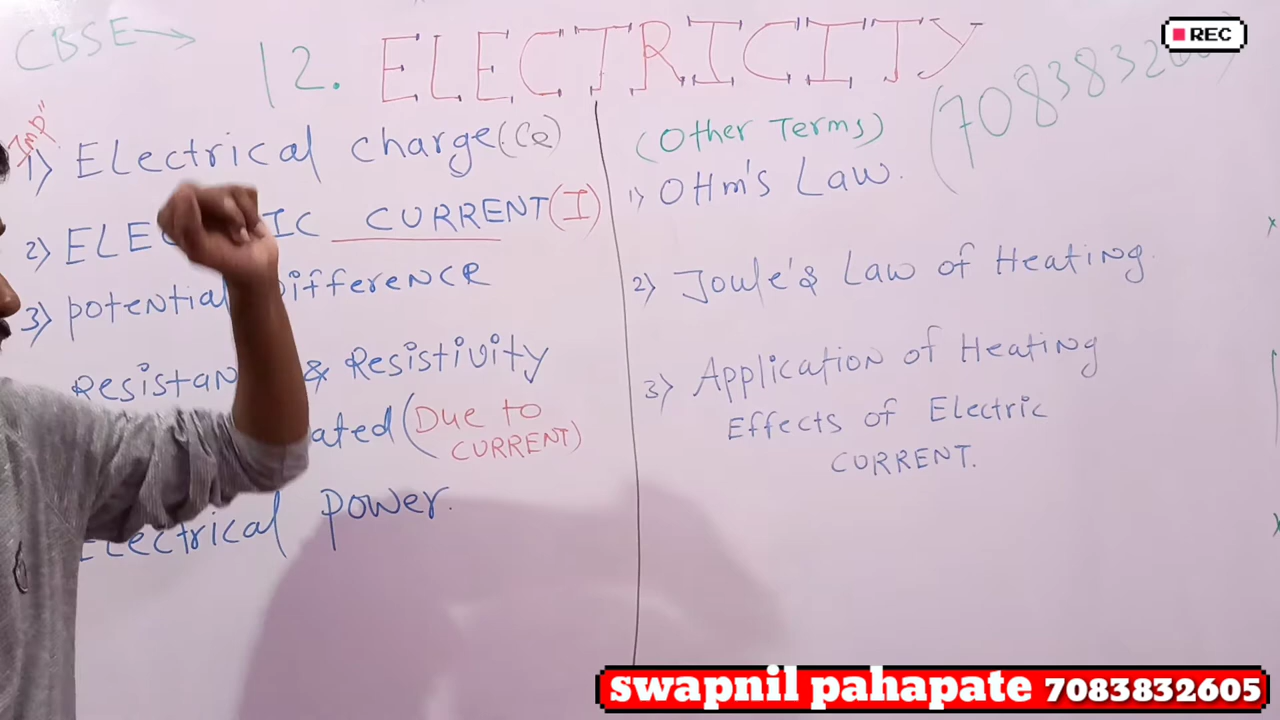 CBSE →
12. ELECTRICITY
REC
(7083832605)
"Imp"
1) Electrical charge (Q)
2) ELEC IC CURRENT (I)
3) potential Difference
Resistan & Resistivity
ated (Due to
CURRENT)
Electrical power.
(Other Terms)
1) OHm's Law.
2) Joule's Law of Heating.
3) Application of Heating
Effects of Electric
CURRENT.
swapnil pahapate 7083832605